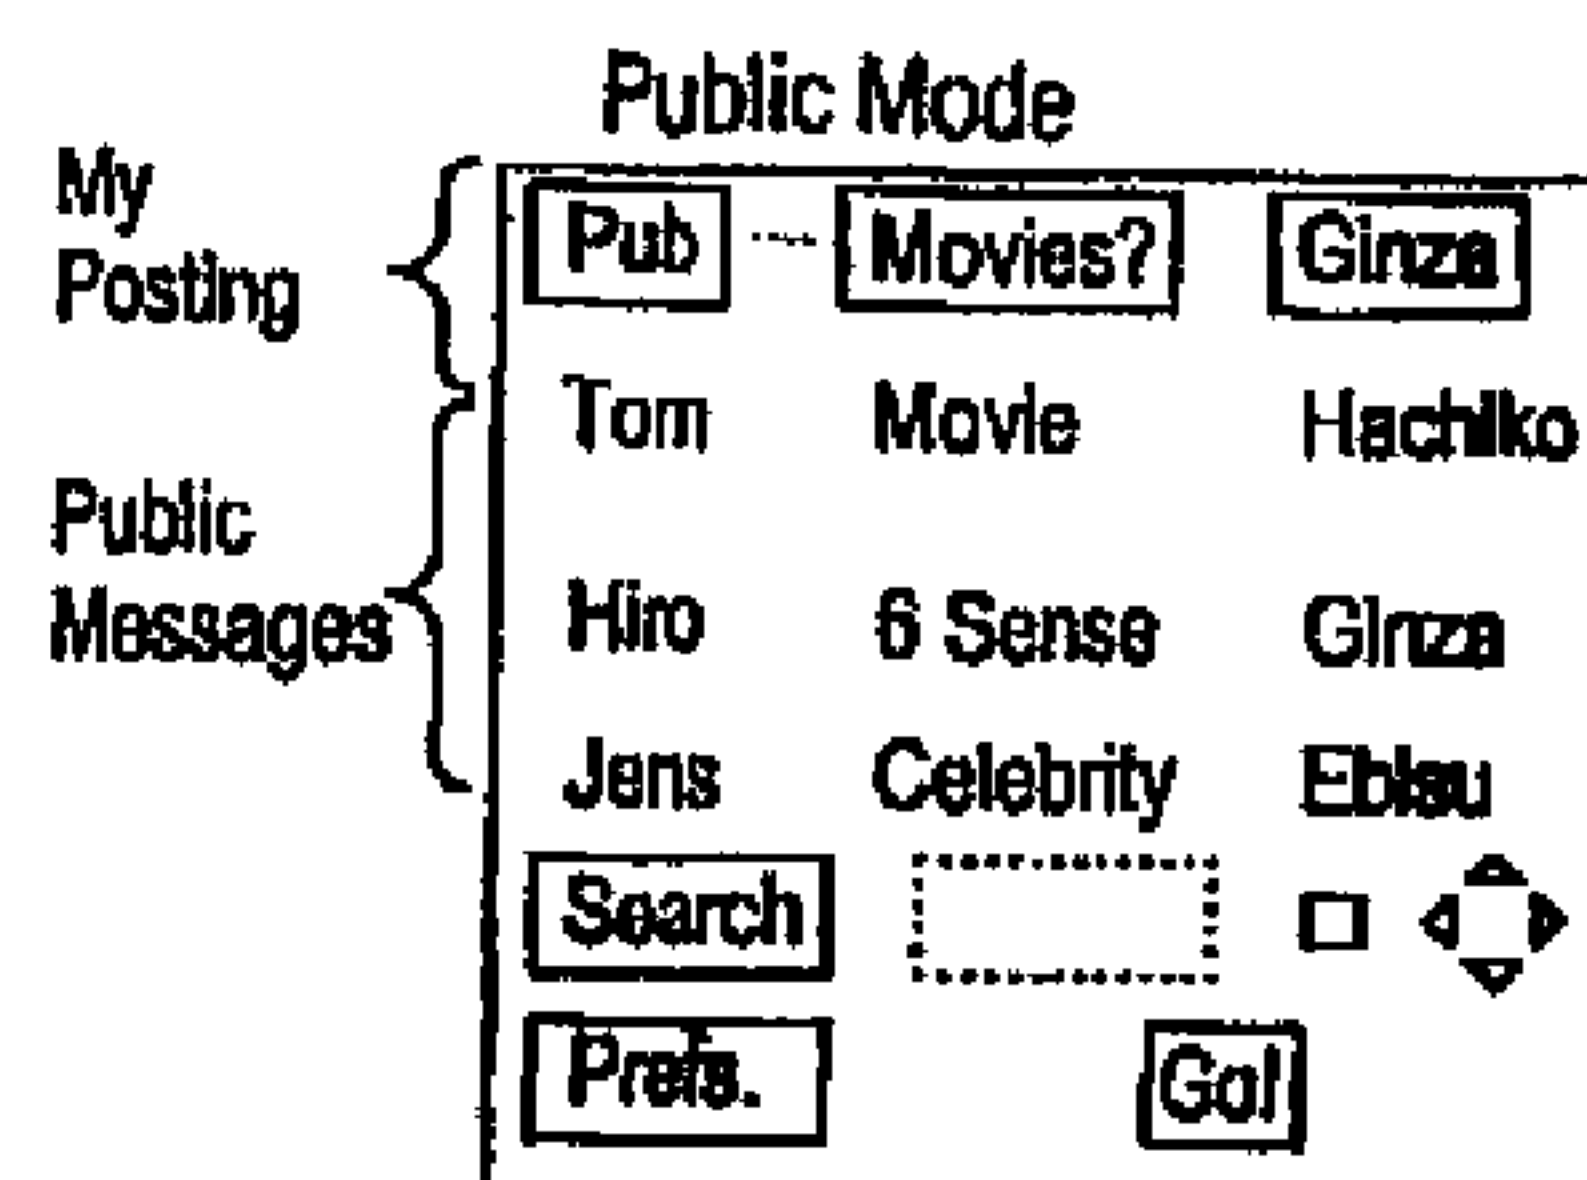 Public Mode
My
Posting
Pub Movies? Ginza
Tom Movie Hachiko
Public
Messages
Hiro 6 Sense Ginza
Jens Celebrity Ebisu
Search
Prefs. Go!